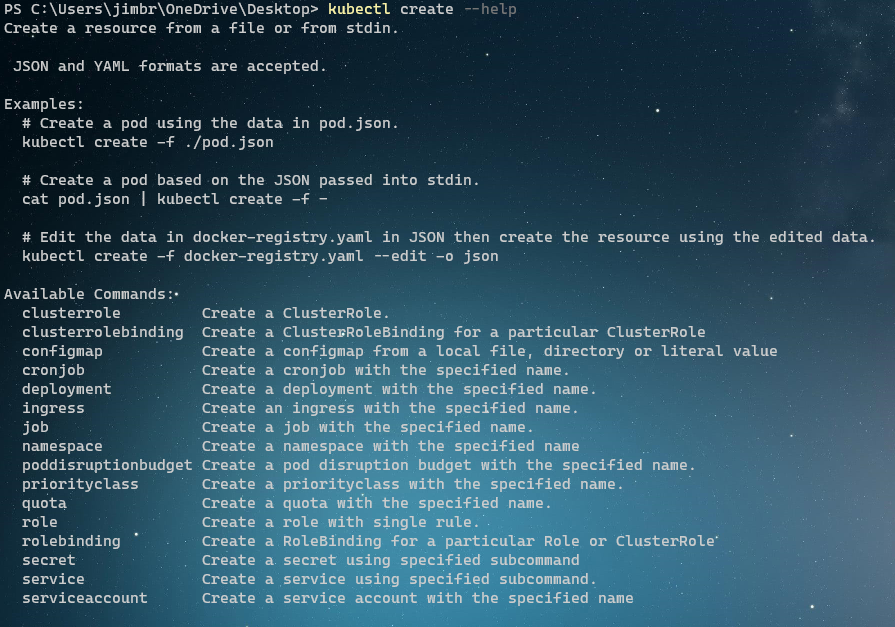 PS C:\Users\jimbr\OneDrive\Desktop> kubectl create --help
Create a resource from a file or from stdin.

 JSON and YAML formats are accepted.

Examples:
  # Create a pod using the data in pod.json.
  kubectl create -f ./pod.json

  # Create a pod based on the JSON passed into stdin.
  cat pod.json | kubectl create -f -

  # Edit the data in docker-registry.yaml in JSON then create the resource using the edited data.
  kubectl create -f docker-registry.yaml --edit -o json

Available Commands:
  clusterrole         Create a ClusterRole.
  clusterrolebinding  Create a ClusterRoleBinding for a particular ClusterRole
  configmap           Create a configmap from a local file, directory or literal value
  cronjob             Create a cronjob with the specified name.
  deployment          Create a deployment with the specified name.
  ingress             Create an ingress with the specified name.
  job                 Create a job with the specified name.
  namespace           Create a namespace with the specified name
  poddisruptionbudget Create a pod disruption budget with the specified name.
  priorityclass       Create a priorityclass with the specified name.
  quota               Create a quota with the specified name.
  role                Create a role with single rule.
  rolebinding         Create a RoleBinding for a particular Role or ClusterRole
  secret              Create a secret using specified subcommand
  service             Create a service using specified subcommand.
  serviceaccount      Create a service account with the specified name